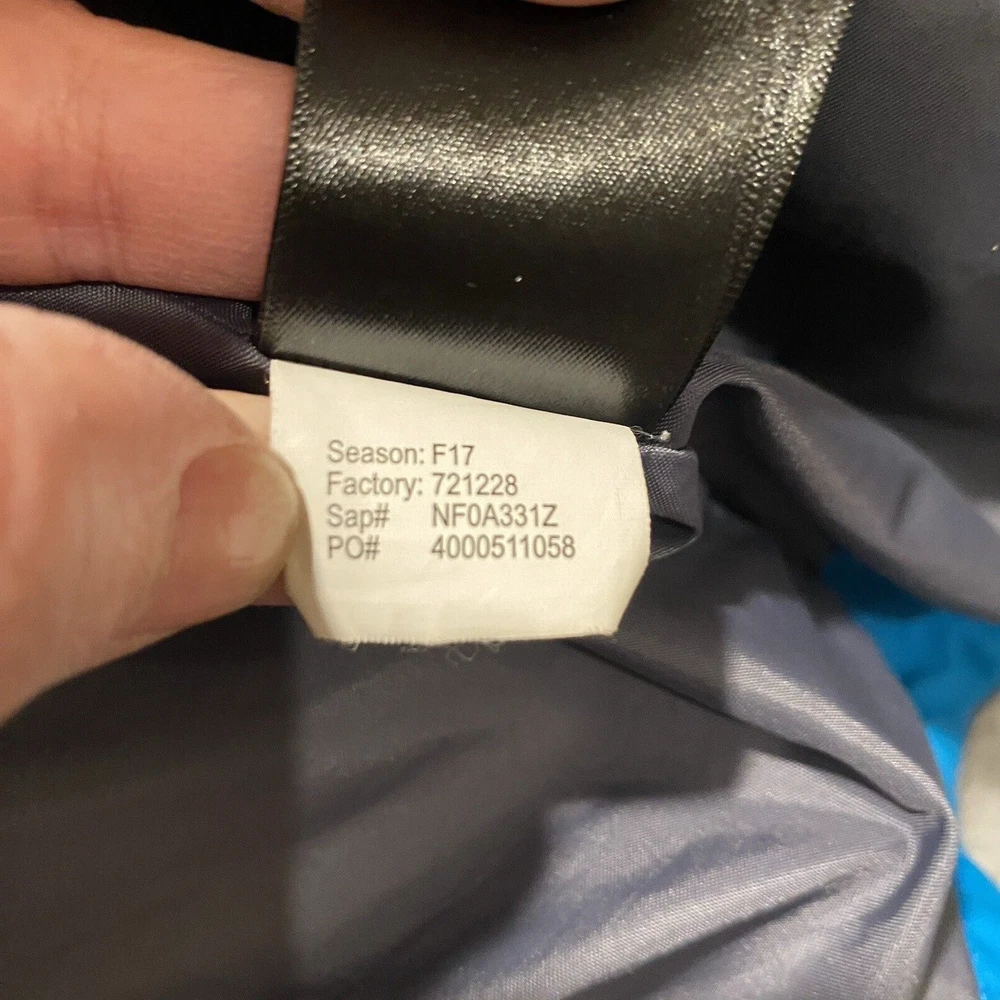 Season: F17
Factory: 721228
Sap# NF0A331Z
PO# 4000511058